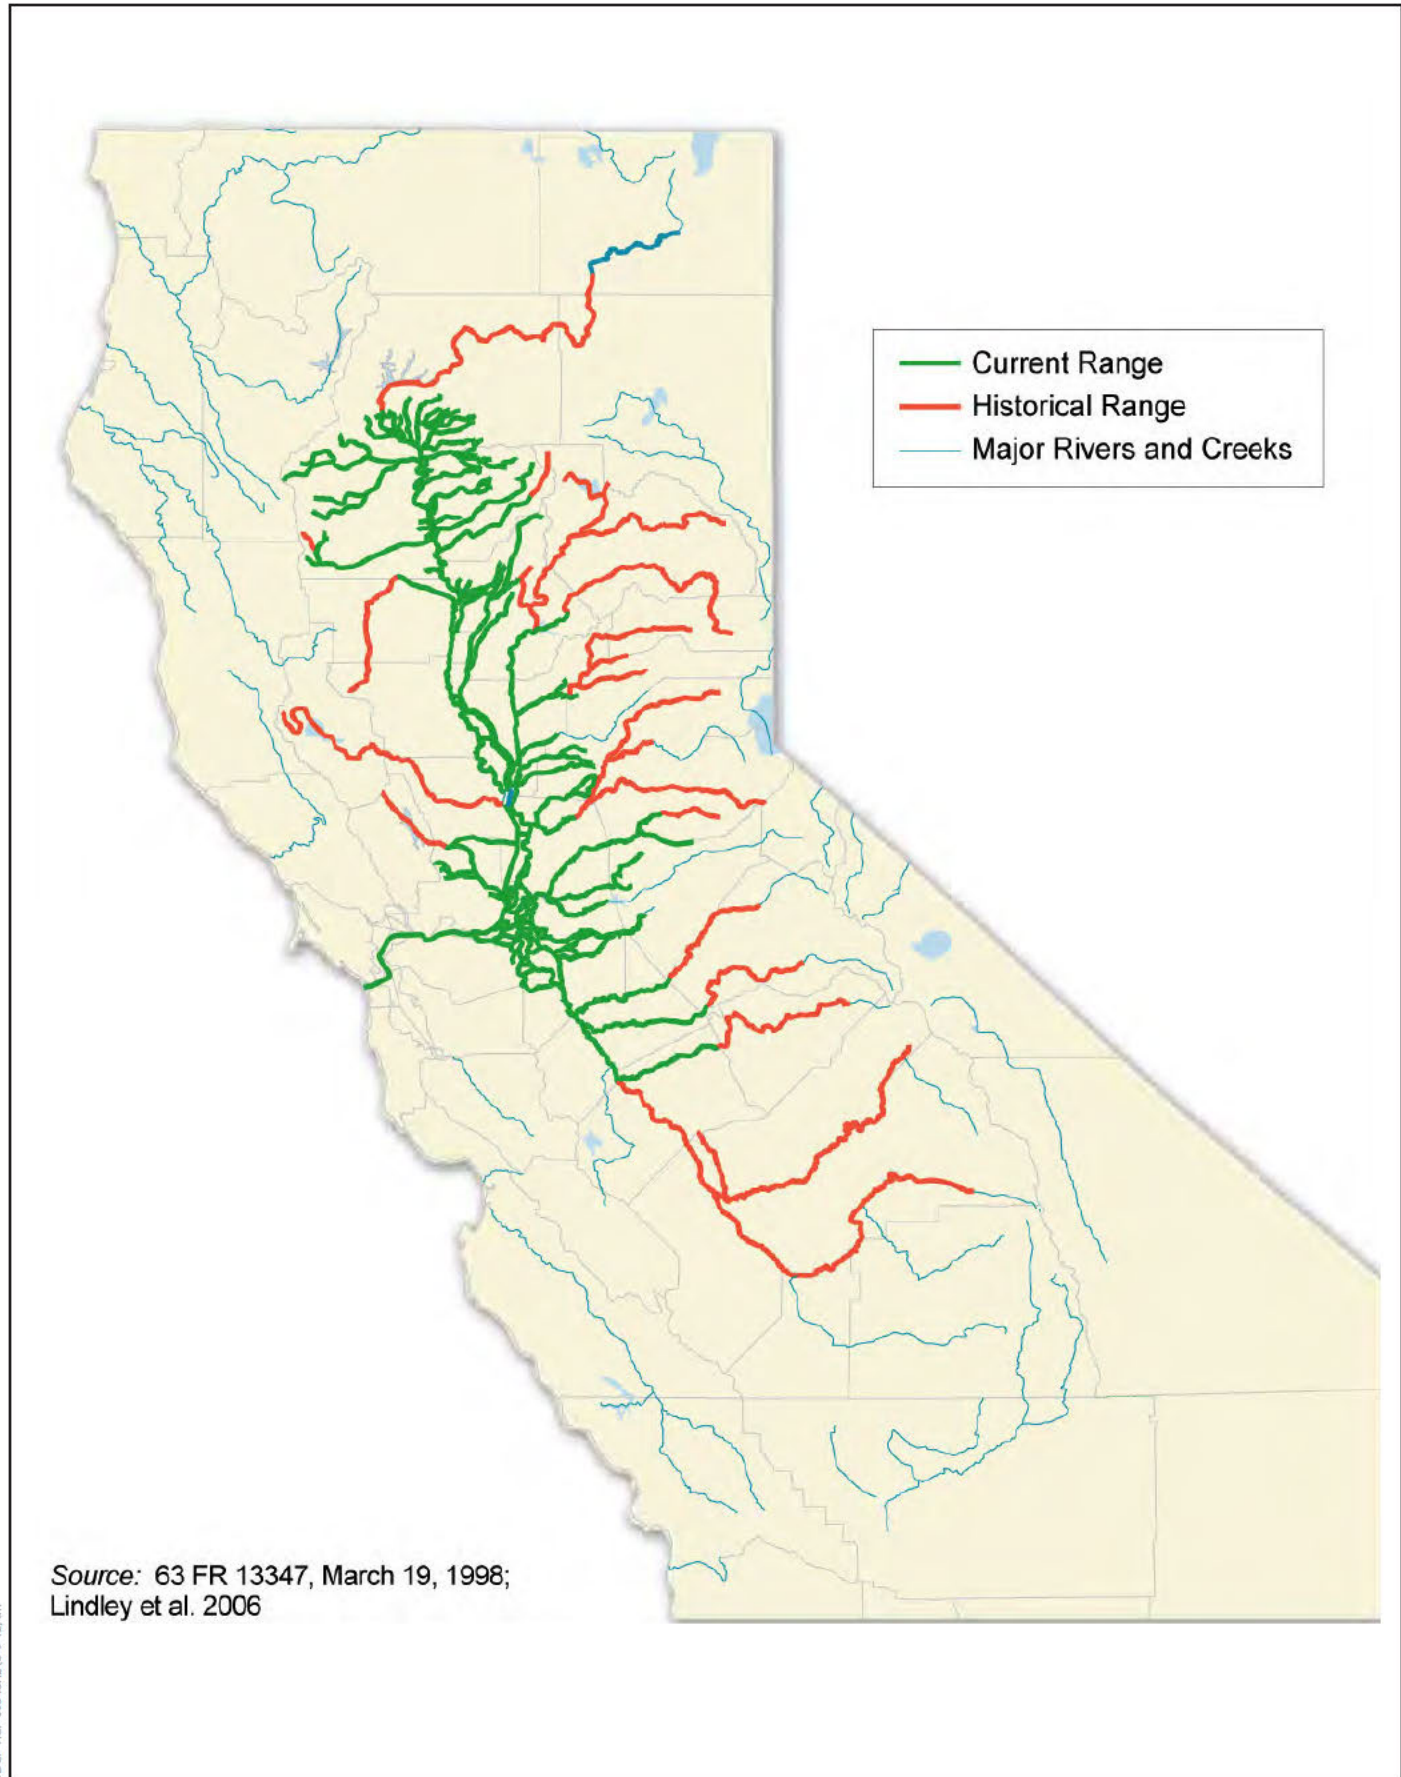 Current Range
Historical Range
Major Rivers and Creeks
Source: 63 FR 13347, March 19, 1998;
Lindley et al. 2006